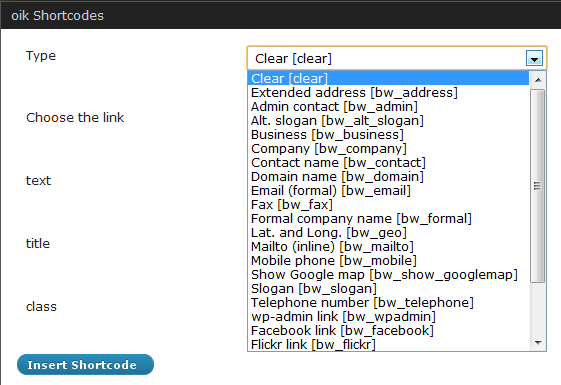 oik Shortcodes
Type
Clear [clear]
Clear [clear]
Extended address [bw_address]
Admin contact [bw_admin]
Choose the link
Alt. slogan [bw_alt_slogan]
Business [bw_business]
Company [bw_company]
Contact name [bw_contact]
Domain name [bw_domain]
text
Email (formal) [bw_email]
Fax [bw_fax]
Formal company name [bw_formal]
Lat. and Long. [bw_geo]
title
Mailto (inline) [bw_mailto]
Mobile phone [bw_mobile]
Show Google map [bw_show_googlemap]
Slogan [bw_slogan]
class
Telephone number [bw_telephone]
wp-admin link [bw_wpadmin]
Facebook link [bw_facebook]
Flickr link [bw_flickr]
Insert Shortcode